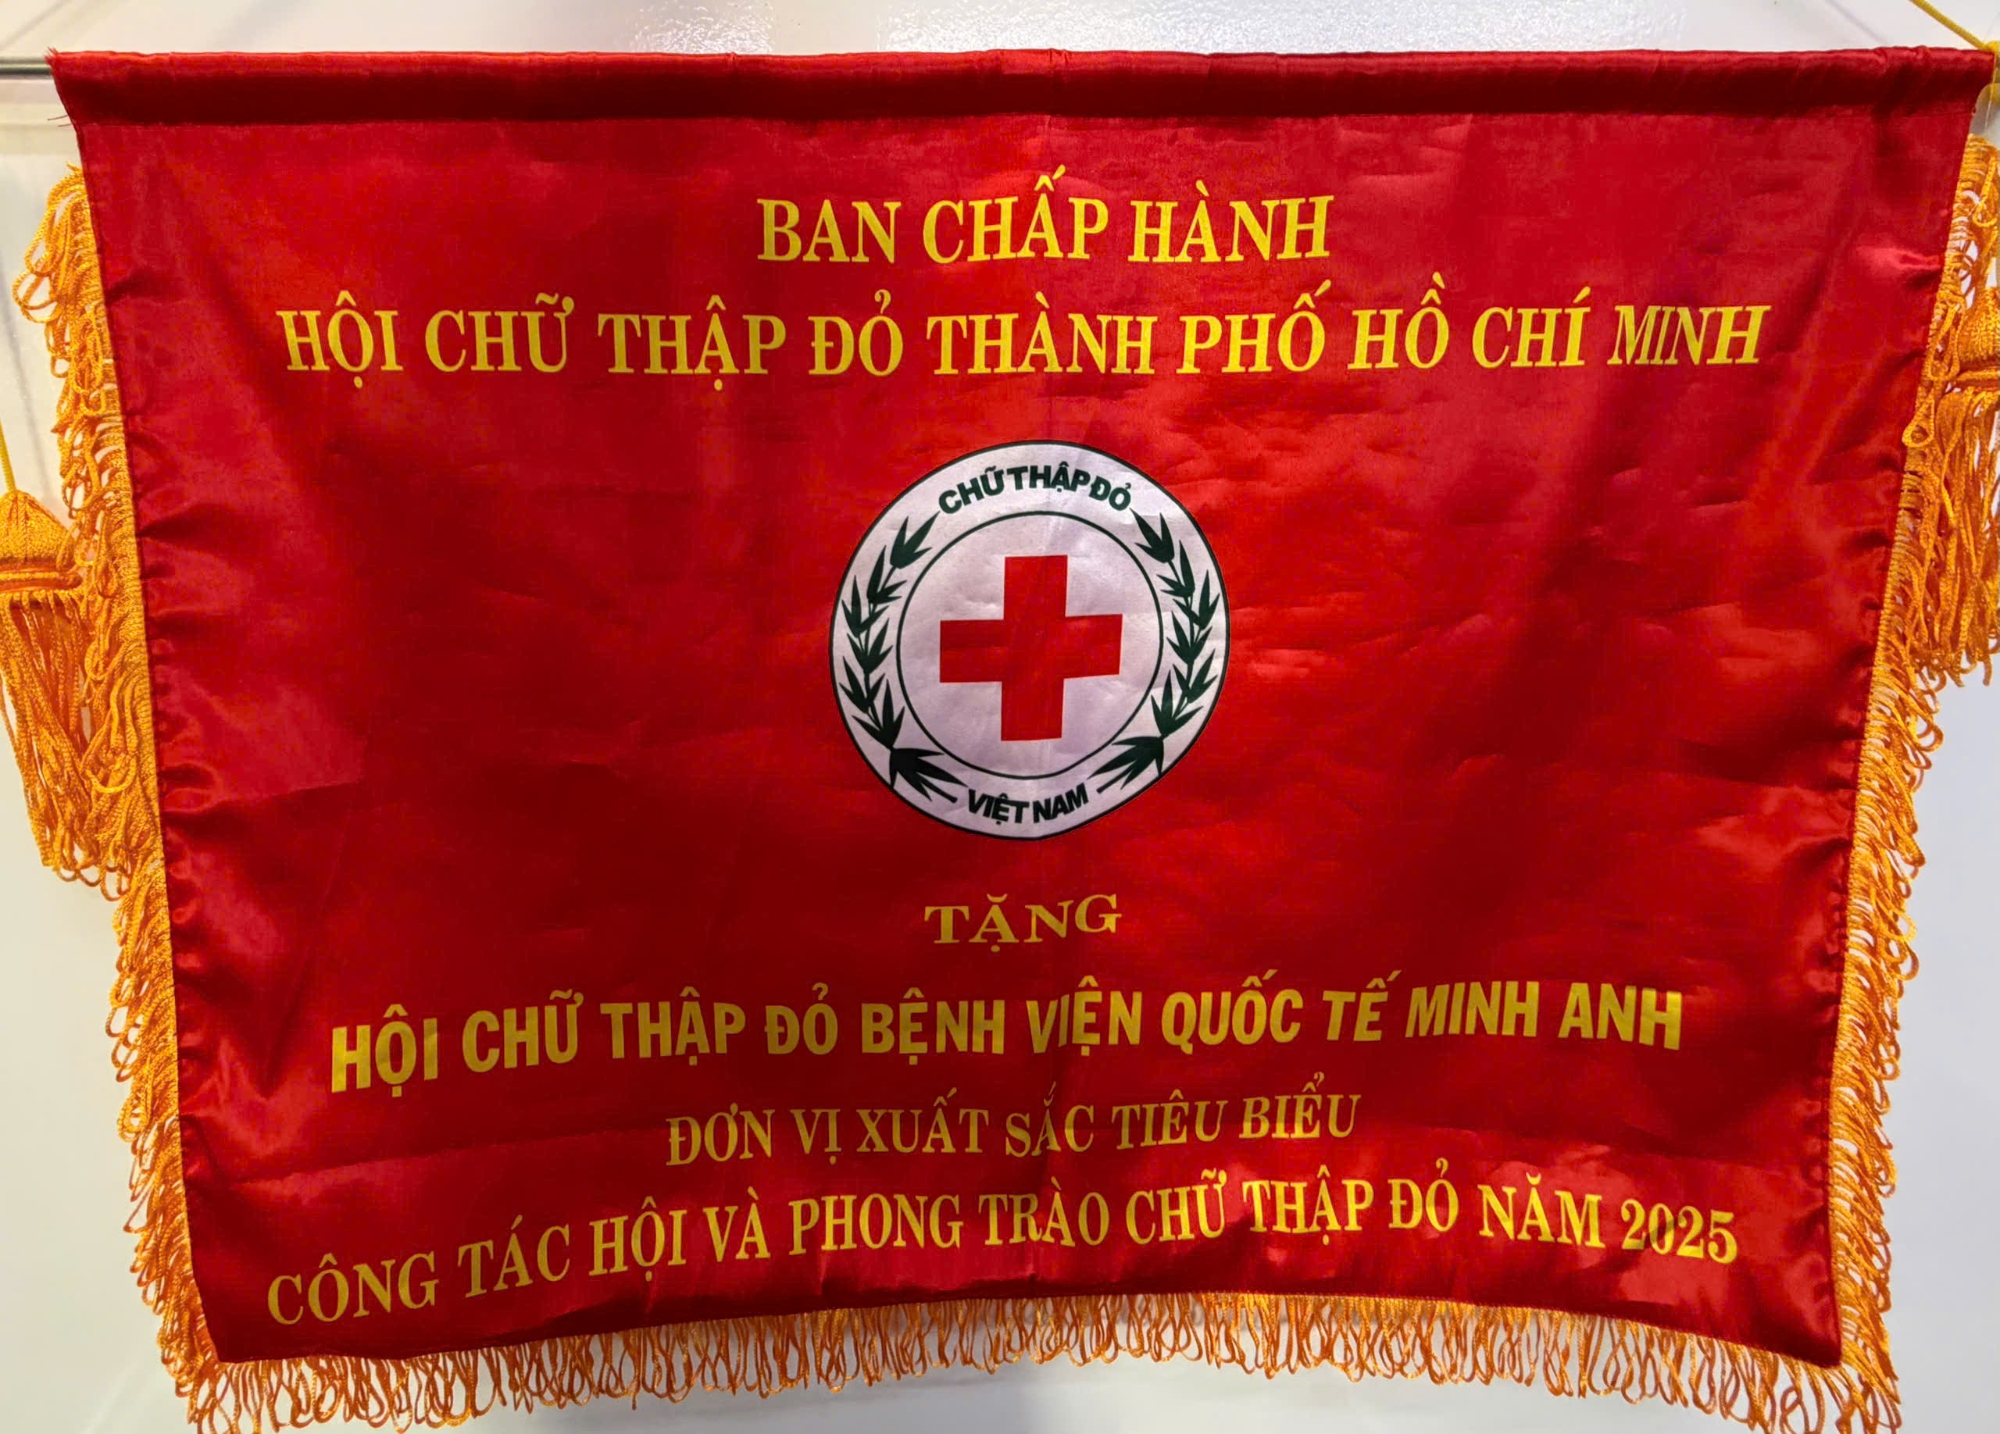 BAN CHẤP HÀNH
HỘI CHỮ THẬP ĐỎ THÀNH PHỐ HỒ CHÍ MINH
CHỮ THẬP ĐỎ
VIỆT NAM
TẶNG
HỘI CHỮ THẬP ĐỎ BỆNH VIỆN QUỐC TẾ MINH ANH
ĐƠN VỊ XUẤT SẮC TIÊU BIỂU
CÔNG TÁC HỘI VÀ PHONG TRÀO CHỮ THẬP ĐỎ NĂM 2025